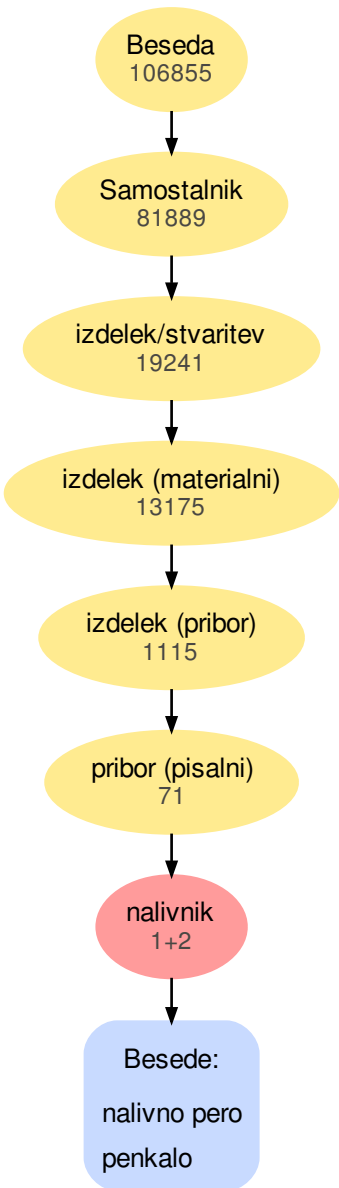 Beseda
106855
Samostalnik
81889
izdelek/stvaritev
19241
izdelek (materialni)
13175
izdelek (pribor)
1115
pribor (pisalni)
71
nalivnik
1+2
Besede:
nalivno pero
penkalo